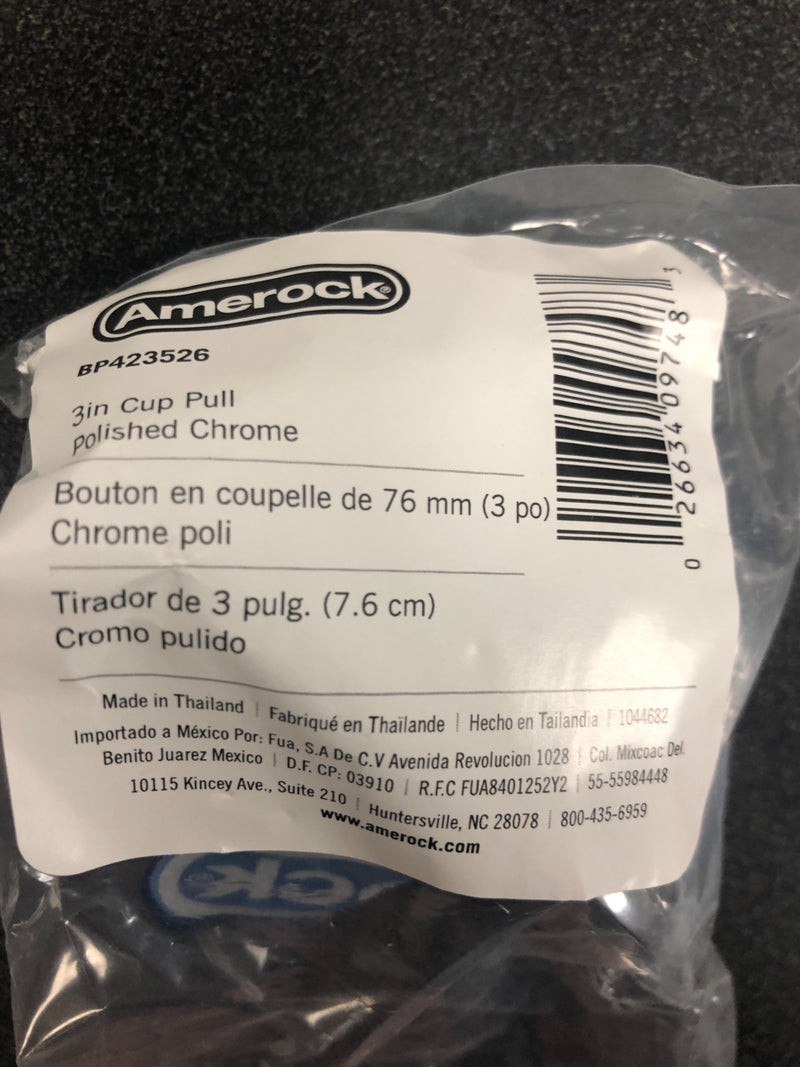 Amerock®
BP423526
3in Cup Pull
Polished Chrome
Bouton en coupelle de 76 mm (3 po)
Chrome poli
Tirador de 3 pulg. (7.6 cm)
Cromo pulido
Made in Thailand | Fabriqué en Thaïlande | Hecho en Tailandia | 1044682
Importado a México Por: Fua, S.A De C.V Avenida Revolucion 1028 | Col. Mixcoac Del.
Benito Juarez Mexico | D.F. CP: 03910 | R.F.C FUA8401252Y2 | 55-55984448
10115 Kincey Ave., Suite 210 | Huntersville, NC 28078 | 800-435-6959
www.amerock.com
0 26634 09748 3